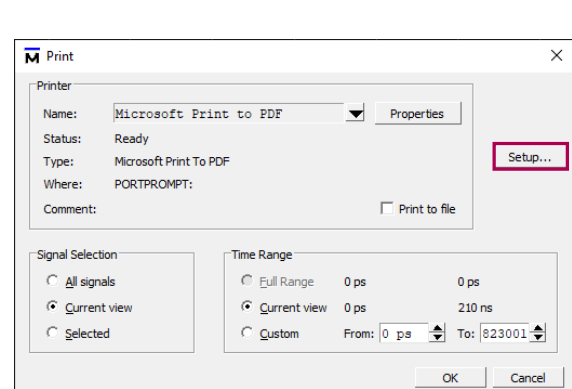 M Print
Printer
Name: Microsoft Print to PDF Properties
Status: Ready
Type: Microsoft Print To PDF
Setup...
Where: PORTPROMPT:
Comment: Print to file
Signal Selection
All signals
Current view
Selected
Time Range
Full Range 0 ps 0 ps
Current view 0 ps 210 ns
Custom From: 0 ps To: 823001
OK Cancel